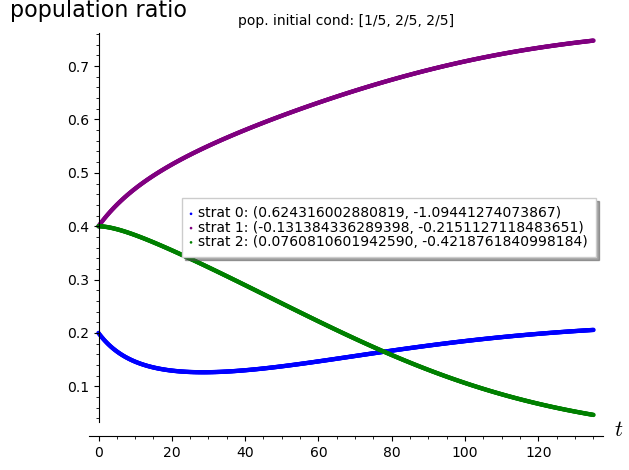 population ratio
pop. initial cond: [1/5, 2/5, 2/5]
0.7
0.6
0.5
0.4
0.3
0.2
0.1
strat 0: (0.624316002880819, -1.09441274073867)
strat 1: (-0.131384336289398, -0.2151127118483651)
strat 2: (0.0760810601942590, -0.4218761840998184)
0 20 40 60 80 100 120
t